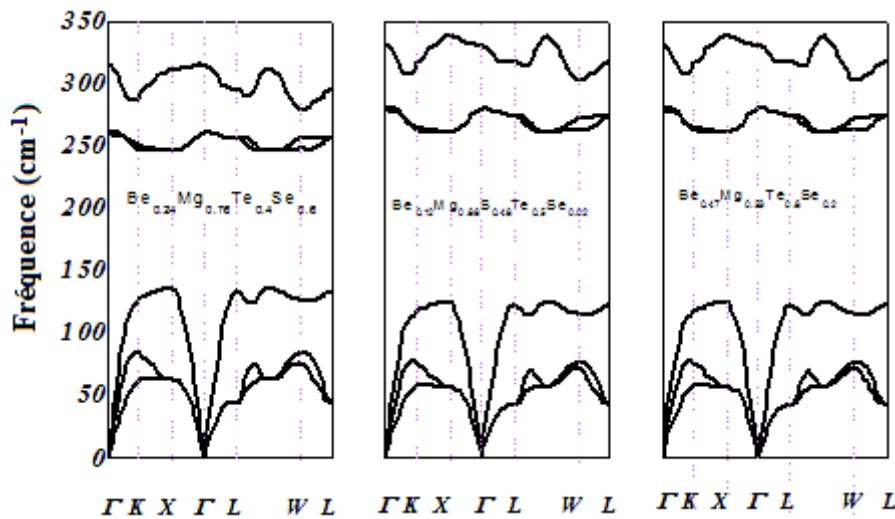 350
300
250
200
150
100
50
0
Fréquence (cm⁻¹)
Be₀.₂₄Mg₀.₇₆Te₀.₄Se₀.₆
Γ K X Γ L W L
Γ K X Γ L W L
Γ K X Γ L W L